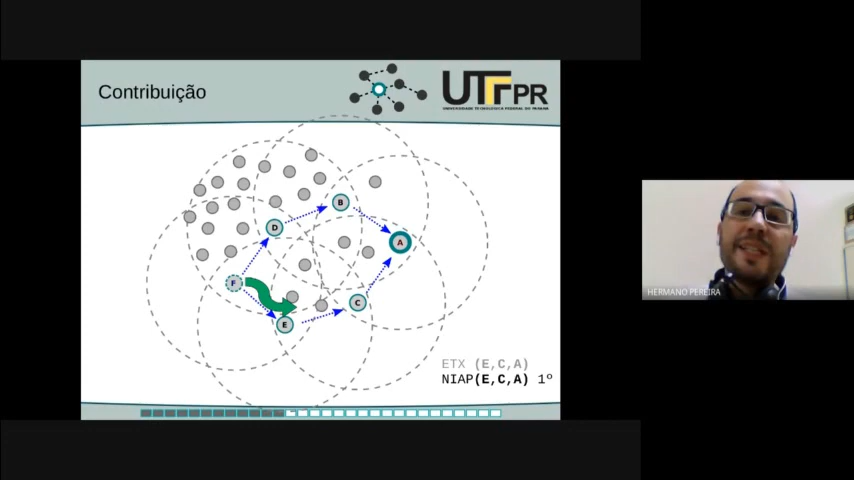 Contribuição
UTFPR
UNIVERSIDADE TECNOLÓGICA FEDERAL DO PARANÁ
B
D
A
F
C
E
ETX (E,C,A)
NIAP(E,C,A) 1º
HERMANO PEREIRA